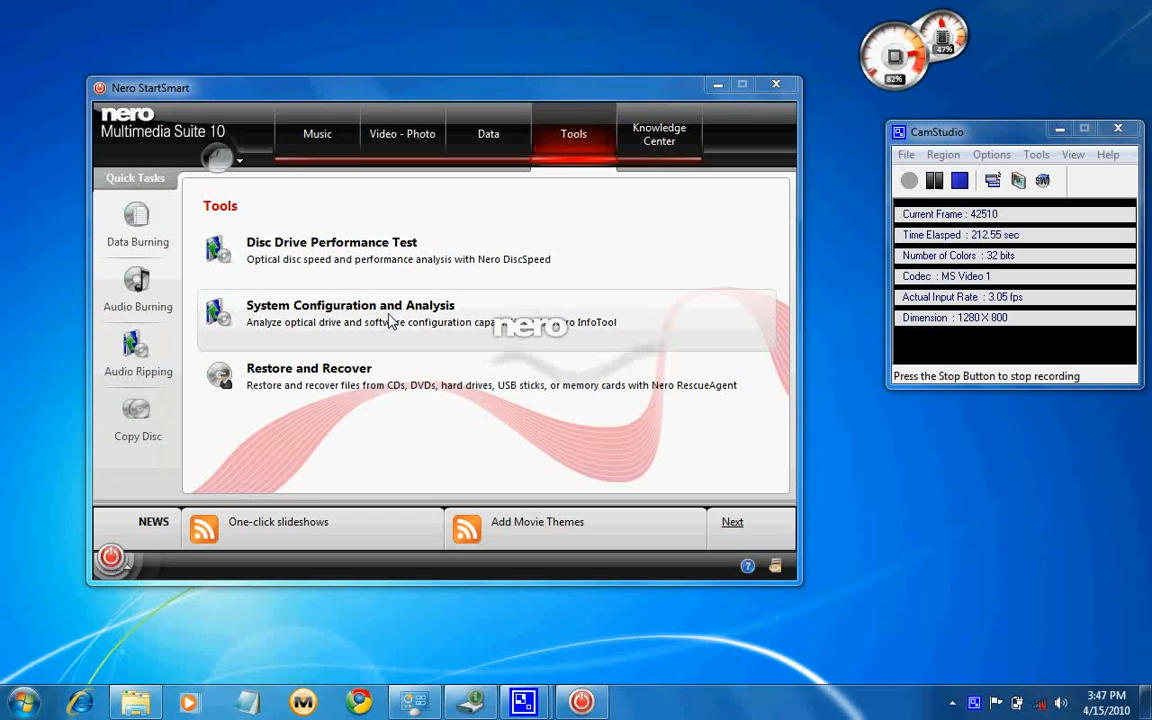 82%
47%
Nero StartSmart
nero
Multimedia Suite 10
Music
Video - Photo
Data
Tools
Knowledge
Center
Quick Tasks
Data Burning
Audio Burning
Audio Ripping
Copy Disc
Tools
Disc Drive Performance Test
Optical disc speed and performance analysis with Nero DiscSpeed
System Configuration and Analysis
Analyze optical drive and software configuration InfoTool
nero
Restore and Recover
Restore and recover files from CDs, DVDs, hard drives, USB sticks, or memory cards with Nero RescueAgent
NEWS
One-click slideshows
Add Movie Themes
Next
CamStudio
File Region Options Tools View Help
SWF
Current Frame : 42510
Time Elasped : 212.55 sec
Number of Colors : 32 bits
Codec : MS Video 1
Actual Input Rate : 3.05 fps
Dimension : 1280 X 800
Press the Stop Button to stop recording
3:47 PM
4/15/2010